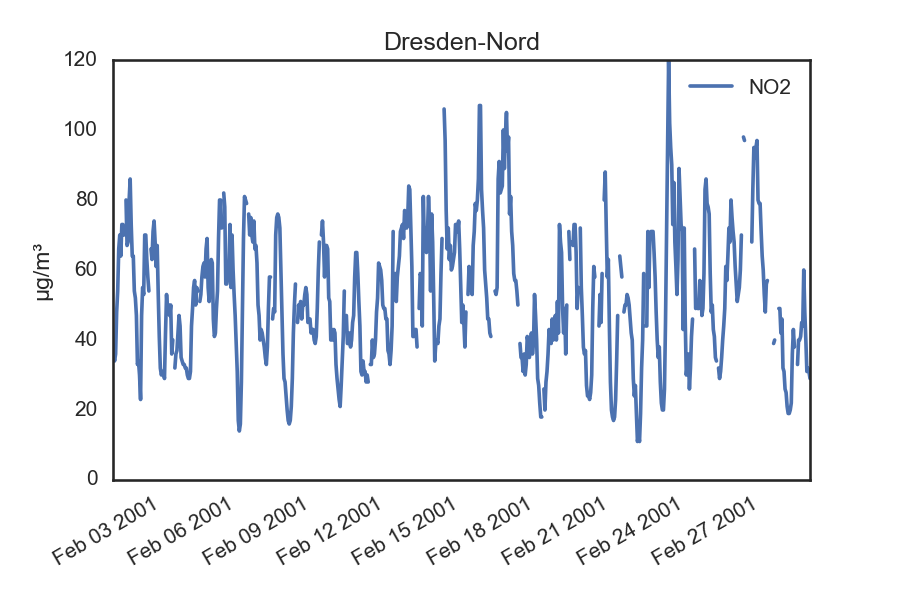 Dresden-Nord
NO2
µg/m³
120
100
80
60
40
20
0
Feb 03 2001
Feb 06 2001
Feb 09 2001
Feb 12 2001
Feb 15 2001
Feb 18 2001
Feb 21 2001
Feb 24 2001
Feb 27 2001